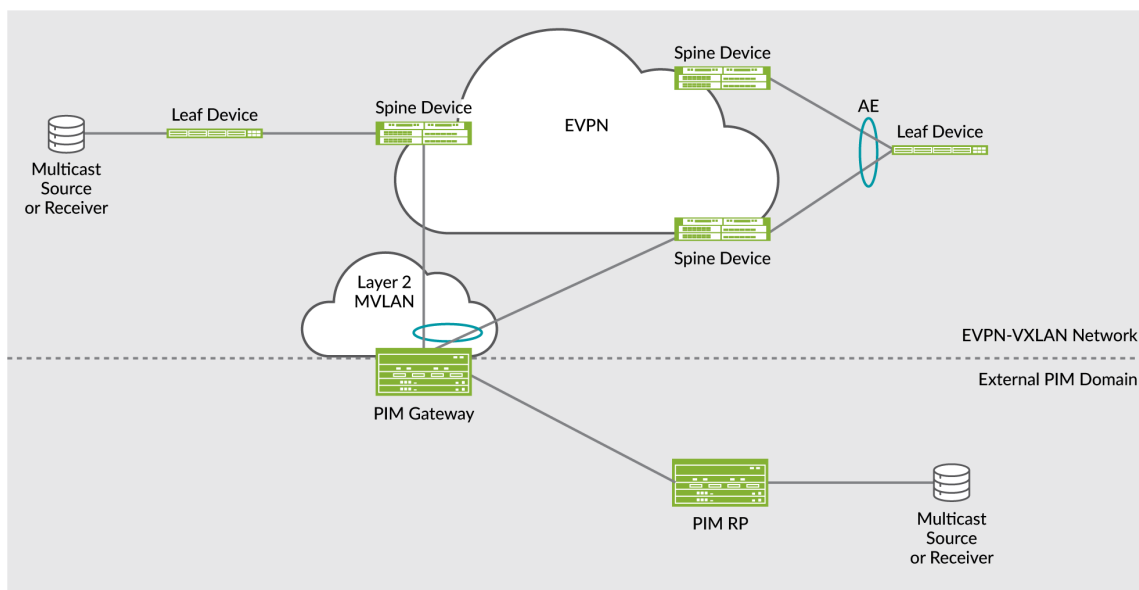 Spine Device
Leaf Device
Spine Device
EVPN
AE
Leaf Device
Multicast
Source
or Receiver
Spine Device
Layer 2
MVLAN
EVPN-VXLAN Network
External PIM Domain
PIM Gateway
PIM RP
Multicast
Source
or Receiver